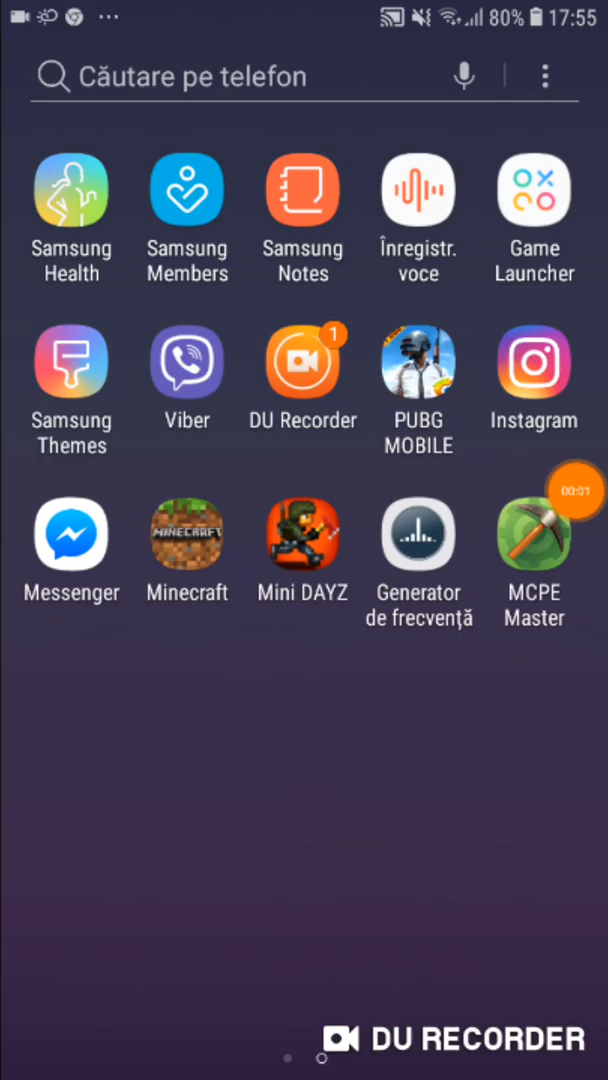 80% 17:55
Căutare pe telefon
Samsung Health
Samsung Members
Samsung Notes
Înregistr. voce
Game Launcher
1
Samsung Themes
Viber
DU Recorder
PUBG MOBILE
Instagram
00:01
MINECRAFT
Messenger
Minecraft
Mini DAYZ
Generator de frecvență
MCPE Master
DU RECORDER